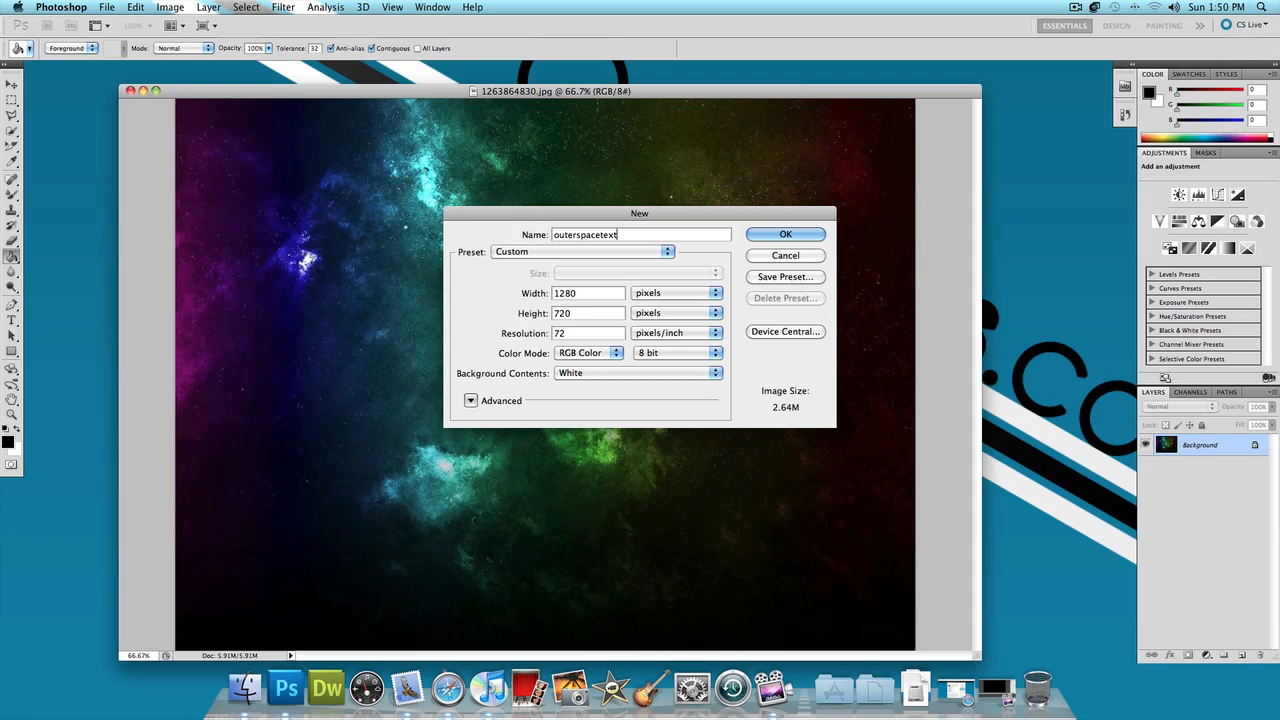 Photoshop File Edit Image Layer Select Filter Analysis 3D View Window Help Sun 1:50 PM
Ps 100% ESSENTIALS DESIGN PAINTING CS Live
Foreground Mode: Normal Opacity: 100% Tolerance: 32 Anti-alias Contiguous All Layers
1263864830.jpg @ 66.7% (RGB/8#)
New
Name: outerspacetext OK
Preset: Custom Cancel
Size: Save Preset...
Width: 1280 pixels Delete Preset...
Height: 720 pixels
Resolution: 72 pixels/inch Device Central...
Color Mode: RGB Color 8 bit
Background Contents: White
Advanced
Image Size:
2.64M
COLOR SWATCHES STYLES
R 0
G 0
B 0
ADJUSTMENTS MASKS
Add an adjustment
Levels Presets
Curves Presets
Exposure Presets
Hue/Saturation Presets
Black & White Presets
Channel Mixer Presets
Selective Color Presets
LAYERS CHANNELS PATHS
Normal Opacity: 100%
Lock: Fill: 100%
Background
66.67% Doc: 5.91M/5.91M
Ps Dw